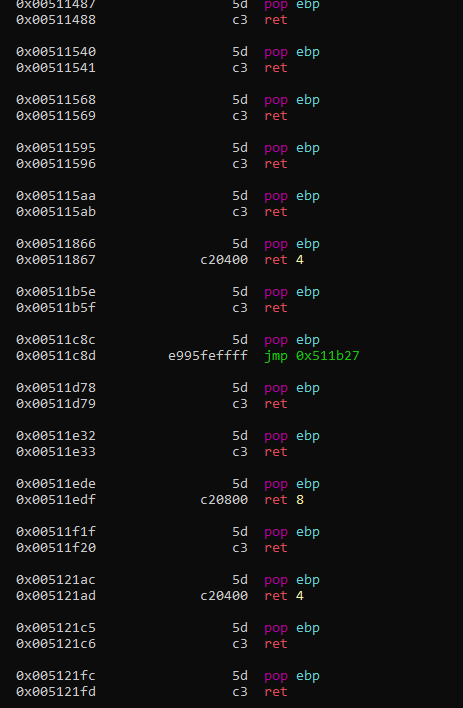 0x00511487 5d pop ebp
0x00511488 c3 ret
0x00511540 5d pop ebp
0x00511541 c3 ret
0x00511568 5d pop ebp
0x00511569 c3 ret
0x00511595 5d pop ebp
0x00511596 c3 ret
0x005115aa 5d pop ebp
0x005115ab c3 ret
0x00511866 5d pop ebp
0x00511867 c20400 ret 4
0x00511b5e 5d pop ebp
0x00511b5f c3 ret
0x00511c8c 5d pop ebp
0x00511c8d e995feffff jmp 0x511b27
0x00511d78 5d pop ebp
0x00511d79 c3 ret
0x00511e32 5d pop ebp
0x00511e33 c3 ret
0x00511ede 5d pop ebp
0x00511edf c20800 ret 8
0x00511f1f 5d pop ebp
0x00511f20 c3 ret
0x005121ac 5d pop ebp
0x005121ad c20400 ret 4
0x005121c5 5d pop ebp
0x005121c6 c3 ret
0x005121fc 5d pop ebp
0x005121fd c3 ret